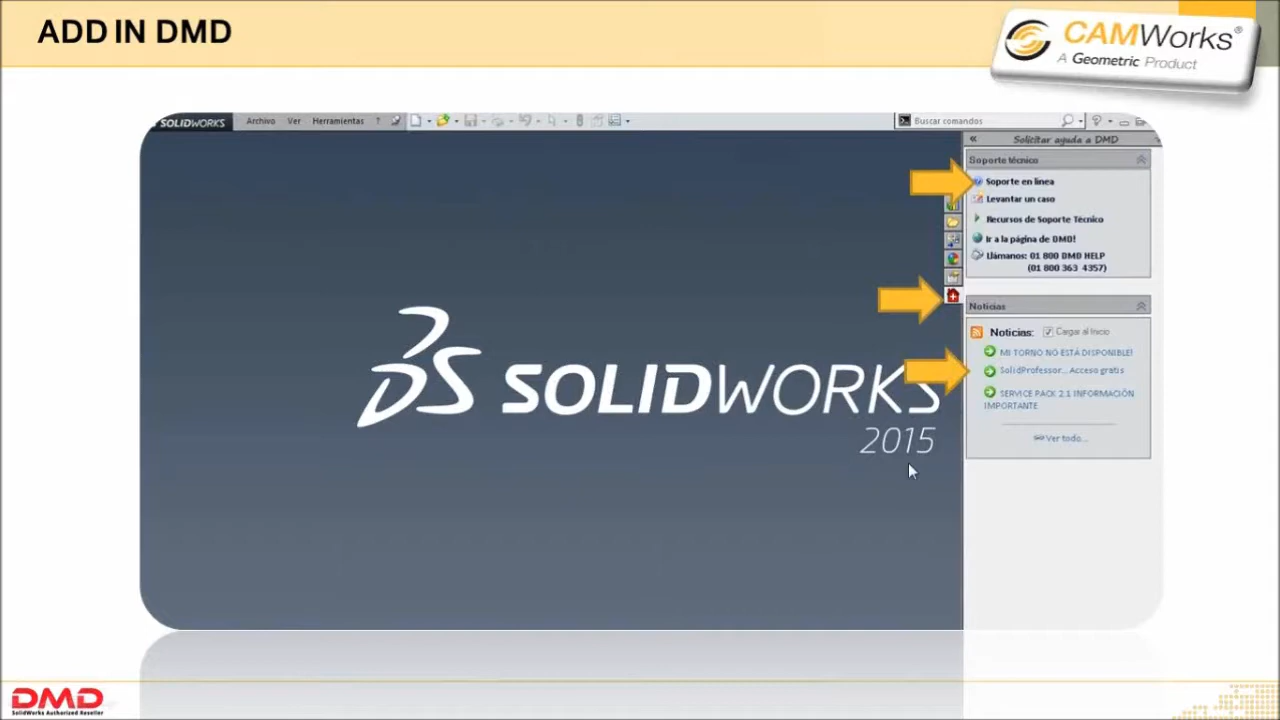 ADD IN DMD
CAMWorks®
A Geometric Product
SOLIDWORKS
Archivo Ver Herramientas ?
Buscar comandos
Solicitar ayuda a DMD
Soporte técnico
Soporte en línea
Levantar un caso
Recursos de Soporte Técnico
Ir a la página de DMD!
Llámanos: 01 800 DMD HELP
(01 800 363 4357)
Noticias
Noticias: Cargar al Inicio
MI TORNO NO ESTÁ DISPONIBLE!
SolidProfessor... Acceso gratis
SERVICE PACK 2.1 INFORMACIÓN
IMPORTANTE
Ver todo...
SOLIDWORKS
2015
DMD
SolidWorks Authorized Reseller